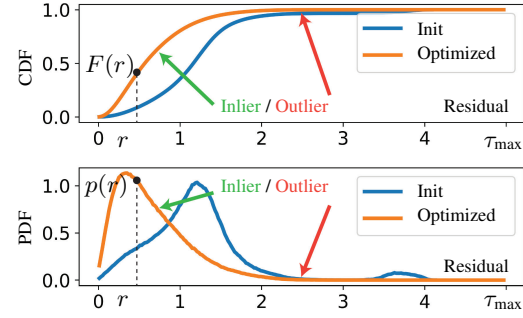 1.0
0.5
0.0
CDF
F(r)
Inlier / Outlier
Init
Optimized
Residual
0 r 1 2 3 4 τmax
1.0
0.5
0.0
PDF
p(r)
Inlier / Outlier
Init
Optimized
Residual
0 r 1 2 3 4 τmax